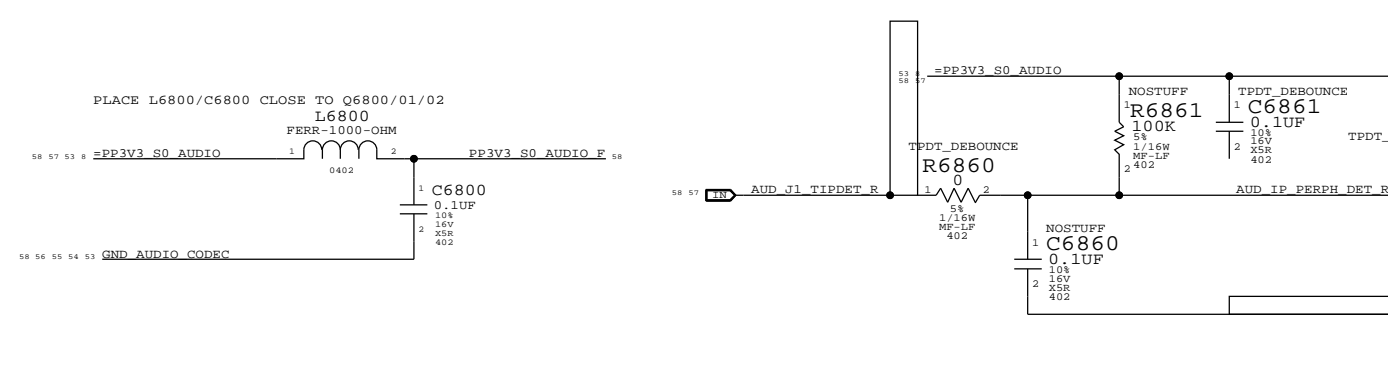 PLACE L6800/C6800 CLOSE TO Q6800/01/02
L6800
FERR-1000-OHM
58 57 53 8 =PP3V3_S0_AUDIO 1 2 PP3V3_S0_AUDIO_F 58
0402
1 C6800
0.1UF
10%
16V
2 X5R
402
58 56 55 54 53 GND_AUDIO_CODEC
53 8 =PP3V3_S0_AUDIO
58 57
NOSTUFF
1 R6861
100K
5%
1/16W
MF-LF
2 402
TPDT_DEBOUNCE
1 C6861
0.1UF
10%
16V
2 X5R
402
TPDT_
TPDT_DEBOUNCE
R6860
0
58 57 IN AUD_J1_TIPDET_R 1 2 AUD_IP_PERPH_DET_R
5%
1/16W
MF-LF
402
NOSTUFF
1 C6860
0.1UF
10%
16V
2 X5R
402